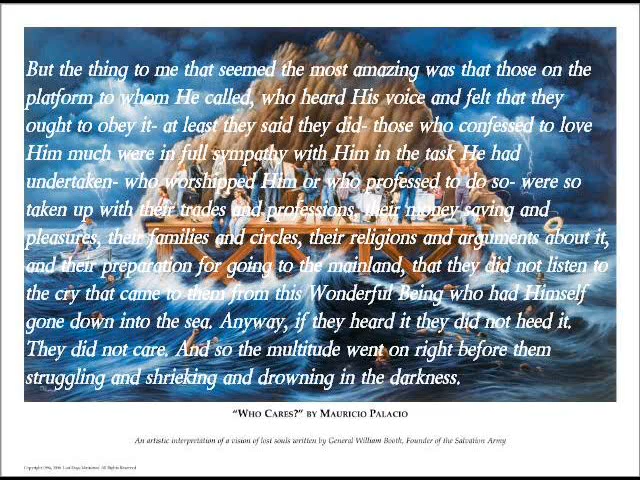 But the thing to me that seemed the most amazing was that those on the
platform to whom He called, who heard His voice and felt that they
ought to obey it- at least they said they did- those who confessed to love
Him much were in full sympathy with Him in the task He had
undertaken- who worshipped Him or who professed to do so- were so
taken up with their trades and professions, their money saving and
pleasures, their families and circles, their religions and arguments about it,
and their preparation for going to the mainland, that they did not listen to
the cry that came to them from this Wonderful Being who had Himself
gone down into the sea. Anyway, if they heard it they did not heed it.
They did not care. And so the multitude went on right before them
struggling and shrieking and drowning in the darkness.
"WHO CARES?" BY MAURICIO PALACIO
An artistic interpretation of a vision of lost souls written by General William Booth, Founder of the Salvation Army
Copyright 1996, Last Days Ministries. All Rights Reserved